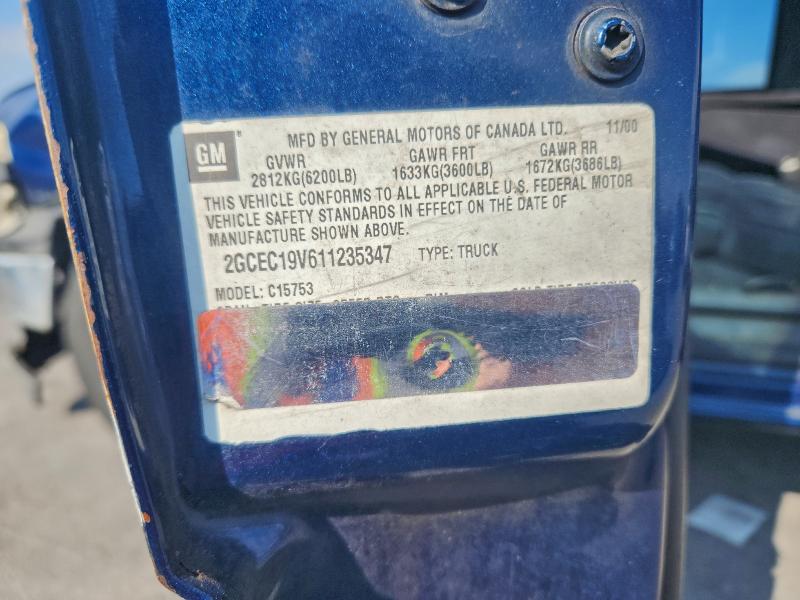 GM
MFD BY GENERAL MOTORS OF CANADA LTD. 11/00
GVWR GAWR FRT GAWR RR
2812KG(6200LB) 1633KG(3600LB) 1672KG(3686LB)
THIS VEHICLE CONFORMS TO ALL APPLICABLE U.S. FEDERAL MOTOR
VEHICLE SAFETY STANDARDS IN EFFECT ON THE DATE OF
MANUFACTURE SHOWN ABOVE.
2GCEC19V611235347 TYPE: TRUCK
MODEL: C15753